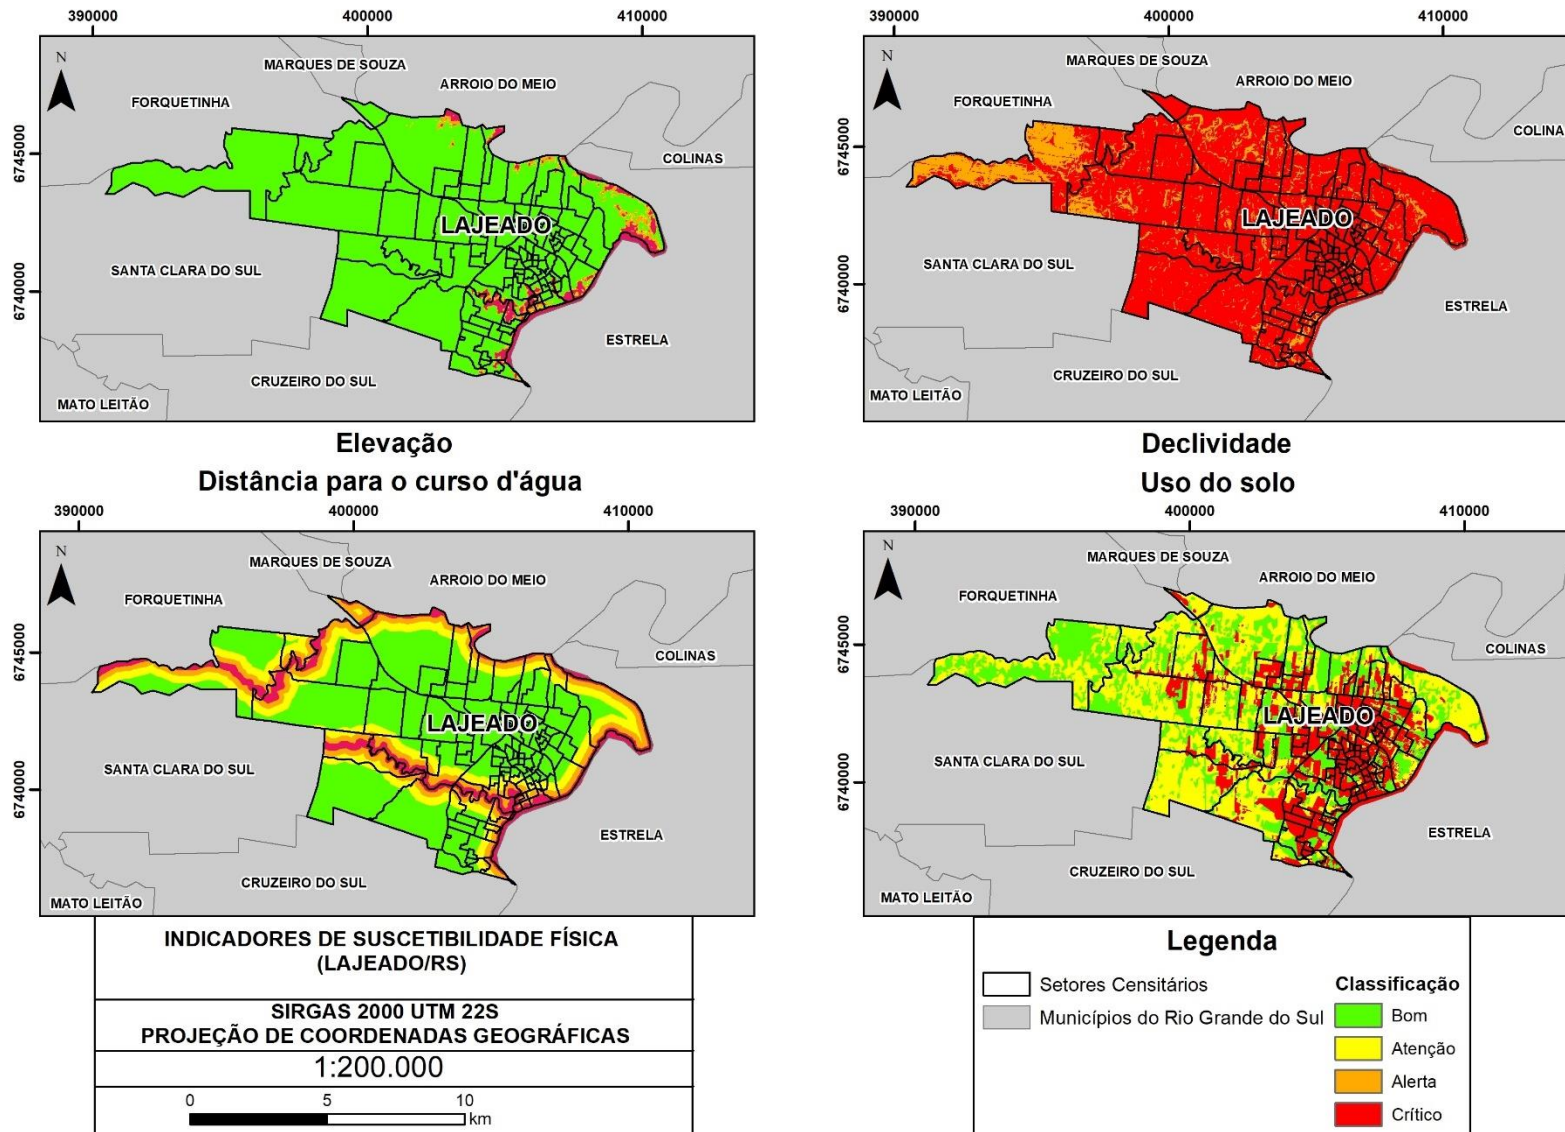 390000
400000
410000
6745000
6740000
N
MARQUES DE SOUZA
ARROIO DO MEIO
FORQUETINHA
COLINAS
LAJEADO
SANTA CLARA DO SUL
ESTRELA
CRUZEIRO DO SUL
MATO LEITÃO
Elevação
390000
400000
410000
6745000
6740000
N
MARQUES DE SOUZA
ARROIO DO MEIO
FORQUETINHA
COLINA
LAJEADO
SANTA CLARA DO SUL
ESTRELA
CRUZEIRO DO SUL
MATO LEITÃO
Declividade
Distância para o curso d'água
390000
400000
410000
6745000
6740000
N
MARQUES DE SOUZA
ARROIO DO MEIO
FORQUETINHA
COLINAS
LAJEADO
SANTA CLARA DO SUL
ESTRELA
CRUZEIRO DO SUL
MATO LEITÃO
Uso do solo
390000
400000
410000
6745000
6740000
N
MARQUES DE SOUZA
ARROIO DO MEIO
FORQUETINHA
COLINAS
LAJEADO
SANTA CLARA DO SUL
ESTRELA
CRUZEIRO DO SUL
MATO LEITÃO
INDICADORES DE SUSCETIBILIDADE FÍSICA
(LAJEADO/RS)
SIRGAS 2000 UTM 22S
PROJEÇÃO DE COORDENADAS GEOGRÁFICAS
1:200.000
0 5 10
km
Legenda
Setores Censitários
Municípios do Rio Grande do Sul
Classificação
Bom
Atenção
Alerta
Crítico